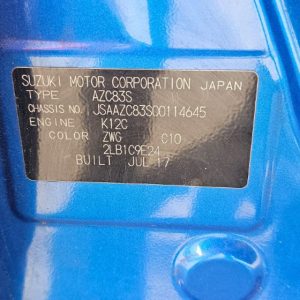 SUZUKI MOTOR CORPORATION JAPAN
TYPE AZC83S
CHASSIS NO. JSAAZC83S00114645
ENGINE K12C
COLOR ZWG C10
2LB1C9E24
BUILT JUL-17